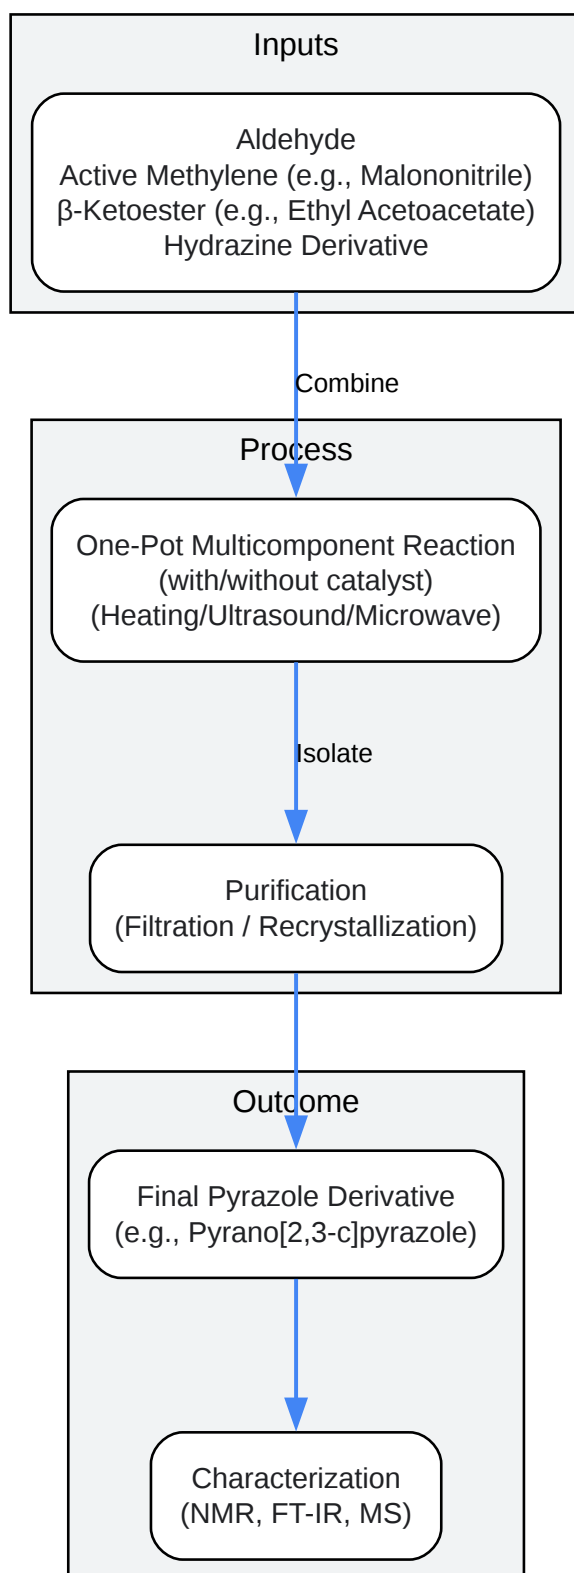 Inputs
Aldehyde
Active Methylene (e.g., Malononitrile)
β-Ketoester (e.g., Ethyl Acetoacetate)
Hydrazine Derivative
Combine
Process
One-Pot Multicomponent Reaction
(with/without catalyst)
(Heating/Ultrasound/Microwave)
Isolate
Purification
(Filtration / Recrystallization)
Outcome
Final Pyrazole Derivative
(e.g., Pyrano[2,3-c]pyrazole)
Characterization
(NMR, FT-IR, MS)